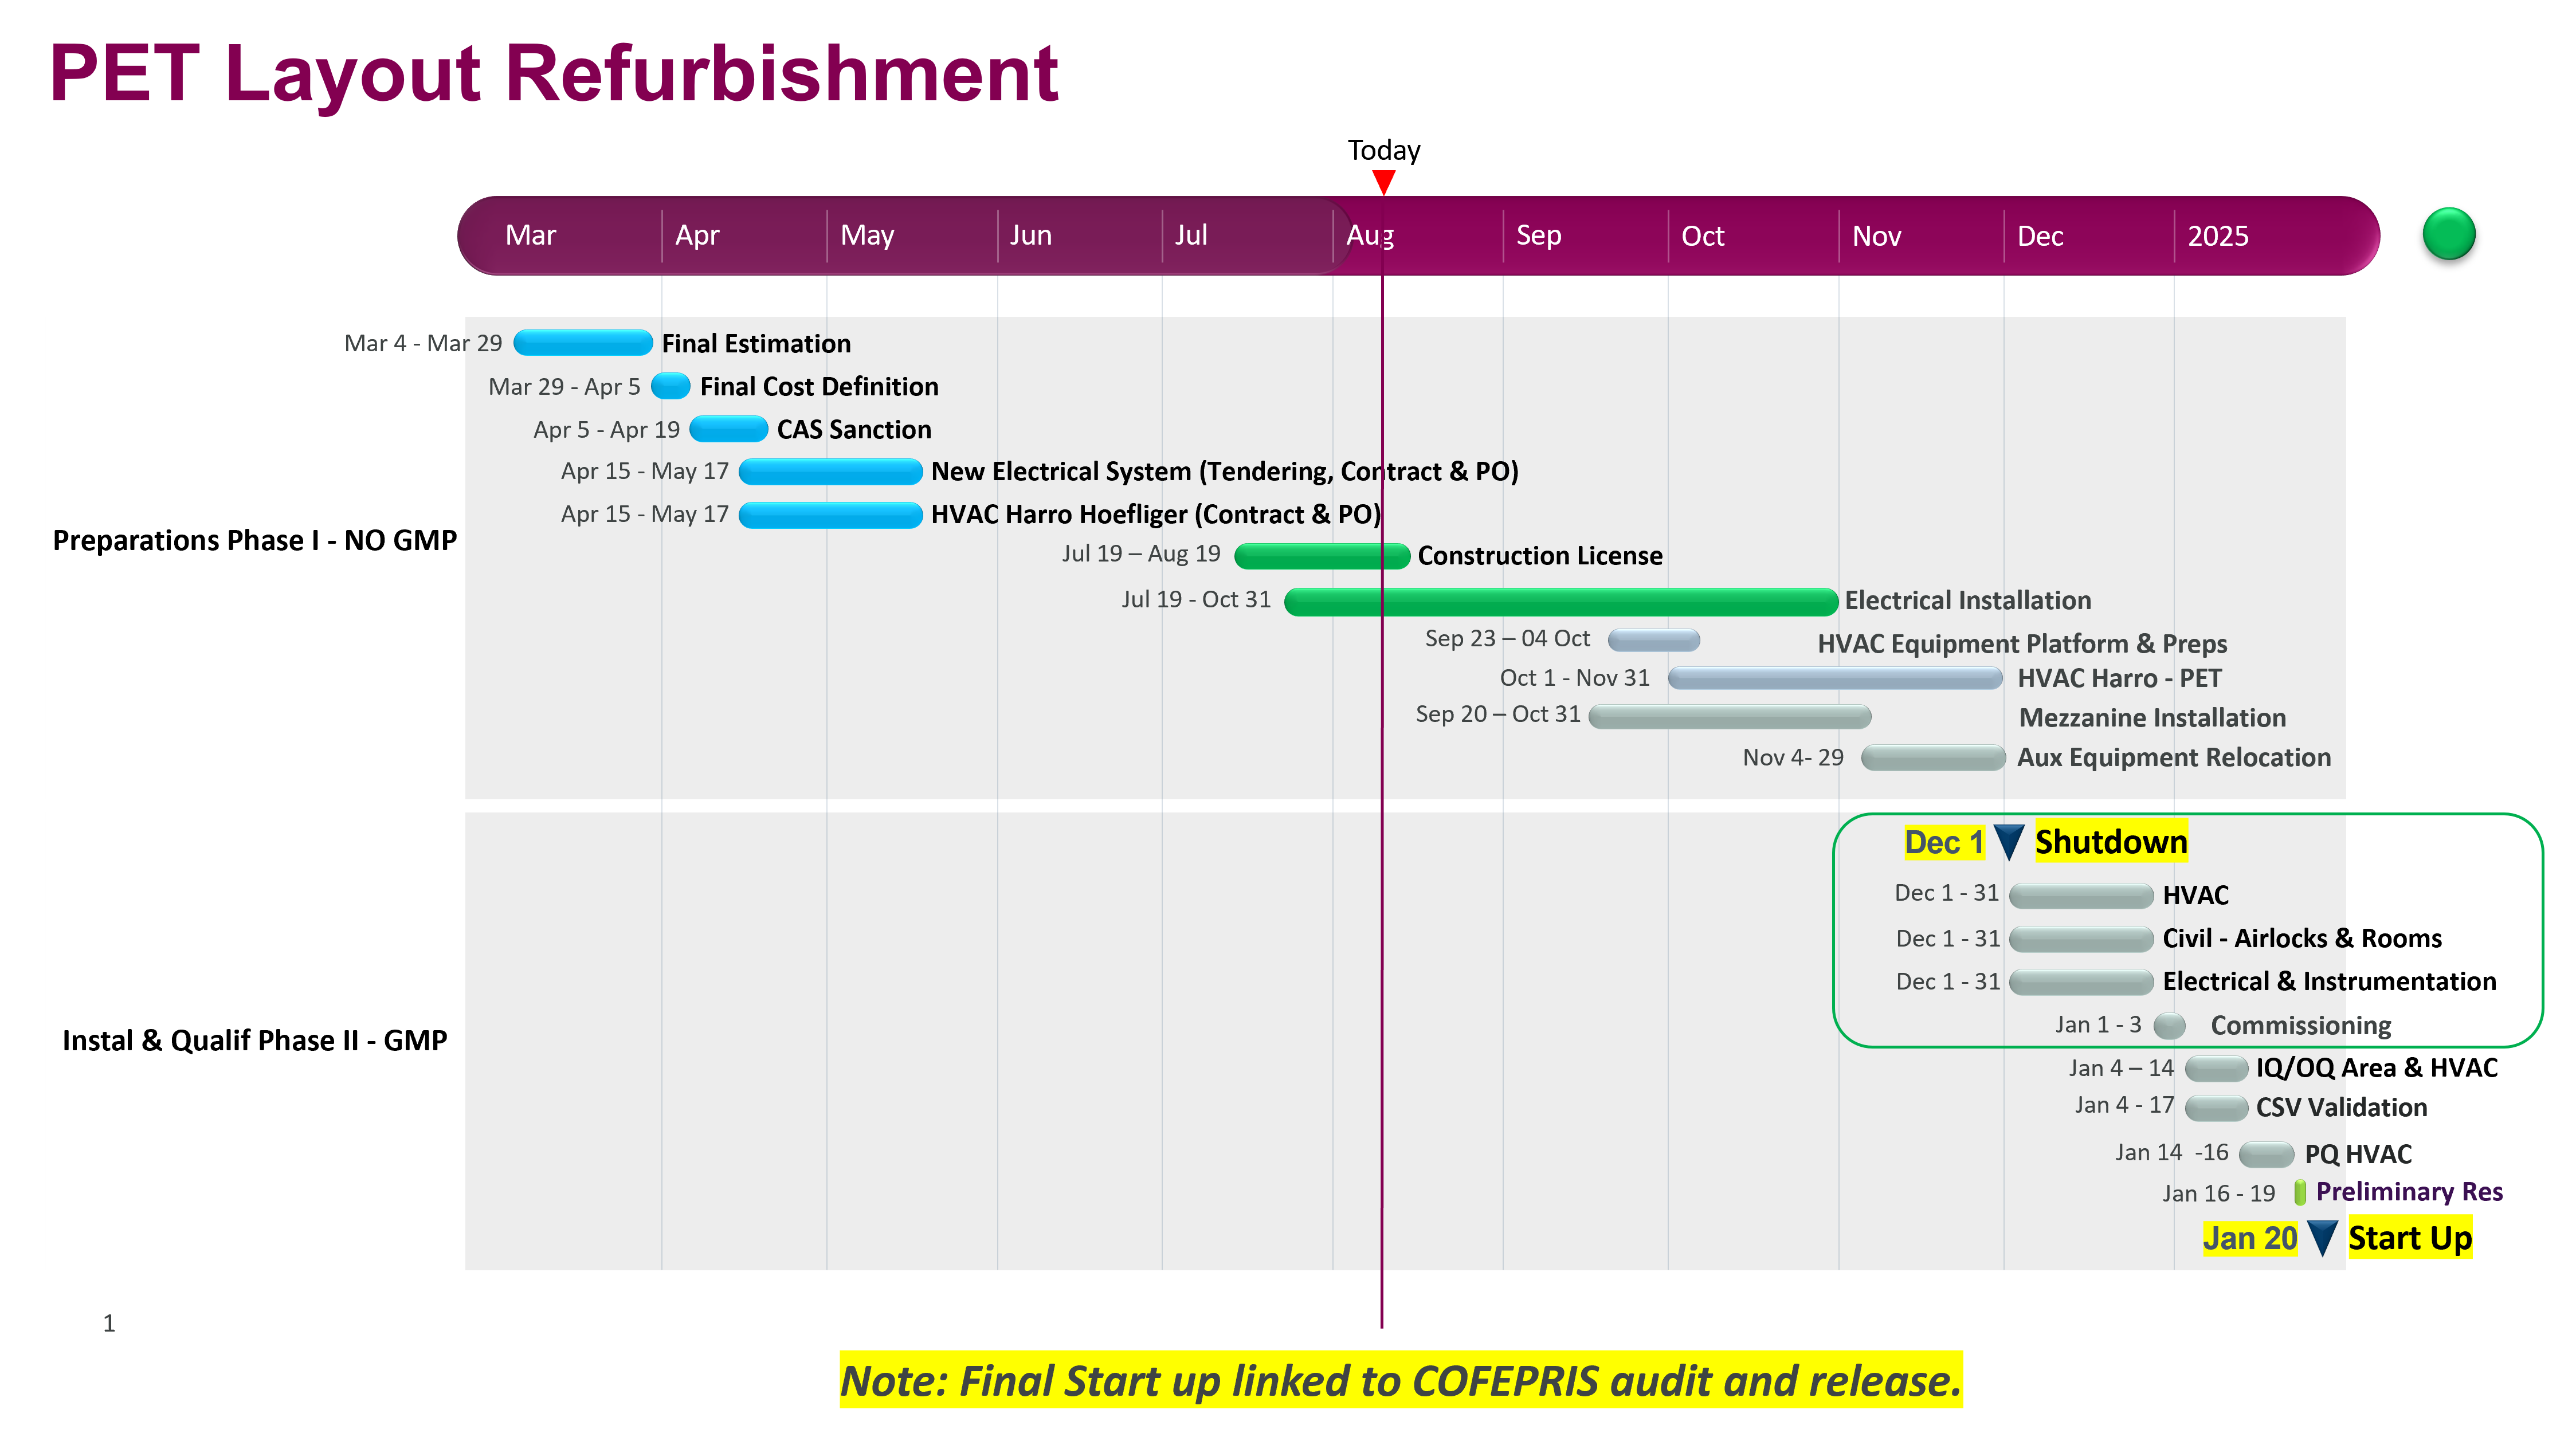 PET Layout Refurbishment
Today
Mar Apr May Jun Jul Aug Sep Oct Nov Dec 2025
Mar 4 - Mar 29 Final Estimation
Mar 29 - Apr 5 Final Cost Definition
Apr 5 - Apr 19 CAS Sanction
Apr 15 - May 17 New Electrical System (Tendering, Contract & PO)
Apr 15 - May 17 HVAC Harro Hoefliger (Contract & PO)
Preparations Phase I - NO GMP
Jul 19 – Aug 19 Construction License
Jul 19 - Oct 31 Electrical Installation
Sep 23 – 04 Oct HVAC Equipment Platform & Preps
Oct 1 - Nov 31 HVAC Harro - PET
Sep 20 – Oct 31 Mezzanine Installation
Nov 4- 29 Aux Equipment Relocation
Dec 1 Shutdown
Dec 1 - 31 HVAC
Dec 1 - 31 Civil - Airlocks & Rooms
Dec 1 - 31 Electrical & Instrumentation
Jan 1 - 3 Commissioning
Instal & Qualif Phase II - GMP
Jan 4 – 14 IQ/OQ Area & HVAC
Jan 4 - 17 CSV Validation
Jan 14 -16 PQ HVAC
Jan 16 - 19 Preliminary Res
Jan 20 Start Up
1
Note: Final Start up linked to COFEPRIS audit and release.